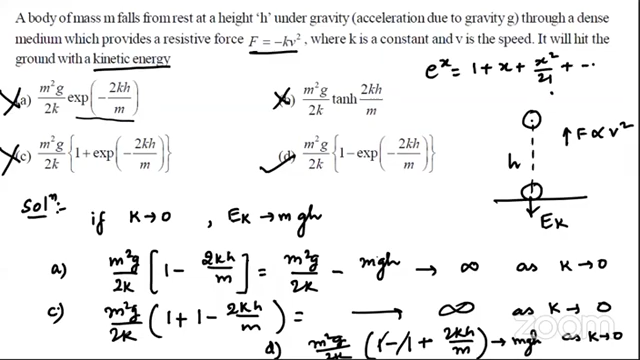 A body of mass m falls from rest at a height 'h' under gravity (acceleration due to gravity g) through a dense
medium which provides a resistive force F = −kv², where k is a constant and v is the speed. It will hit the
ground with a kinetic energy
eˣ = 1 + x + x²/2! + ...
(a) m²g/2k exp(−2kh/m)
(b) m²g/2k tanh 2kh/m
(c) m²g/2k {1+exp(−2kh/m)}
(d) m²g/2k {1−exp(−2kh/m)}
↑F∝v²
h
EK
Solⁿ:-
if K→0 , EK → mgh
a) m²g/2k [1 − 2kh/m] = m²g/2k − mgh → ∞ as K→0
c) m²g/2k (1 + 1 − 2kh/m) = → ∞ as K→0
d) m²g/2k (1 − 1 + 2kh/m) → mgh as K→0
zoom